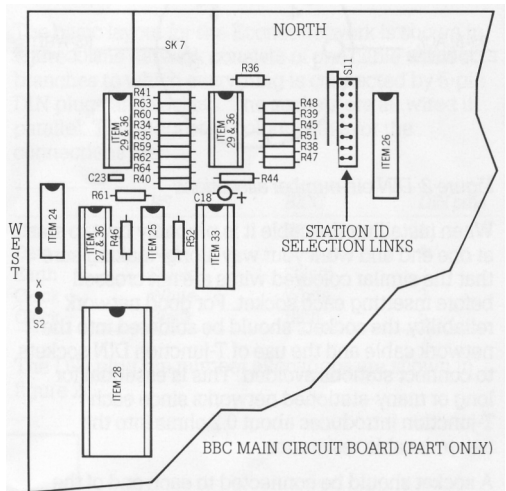 NORTH
SK 7
R36
S11
R41
R63
R60
R34
R35
R59
R62
R64
R40
ITEM
29 & 36
ITEM
29 & 36
R48
R39
R45
R51
R38
R47
ITEM 26
C23
R44
R61
C18
+
STATION ID
SELECTION LINKS
WEST
ITEM 24
ITEM
27 & 36
R46
ITEM 25
R52
ITEM 33
X
S2
ITEM 28
BBC MAIN CIRCUIT BOARD (PART ONLY)